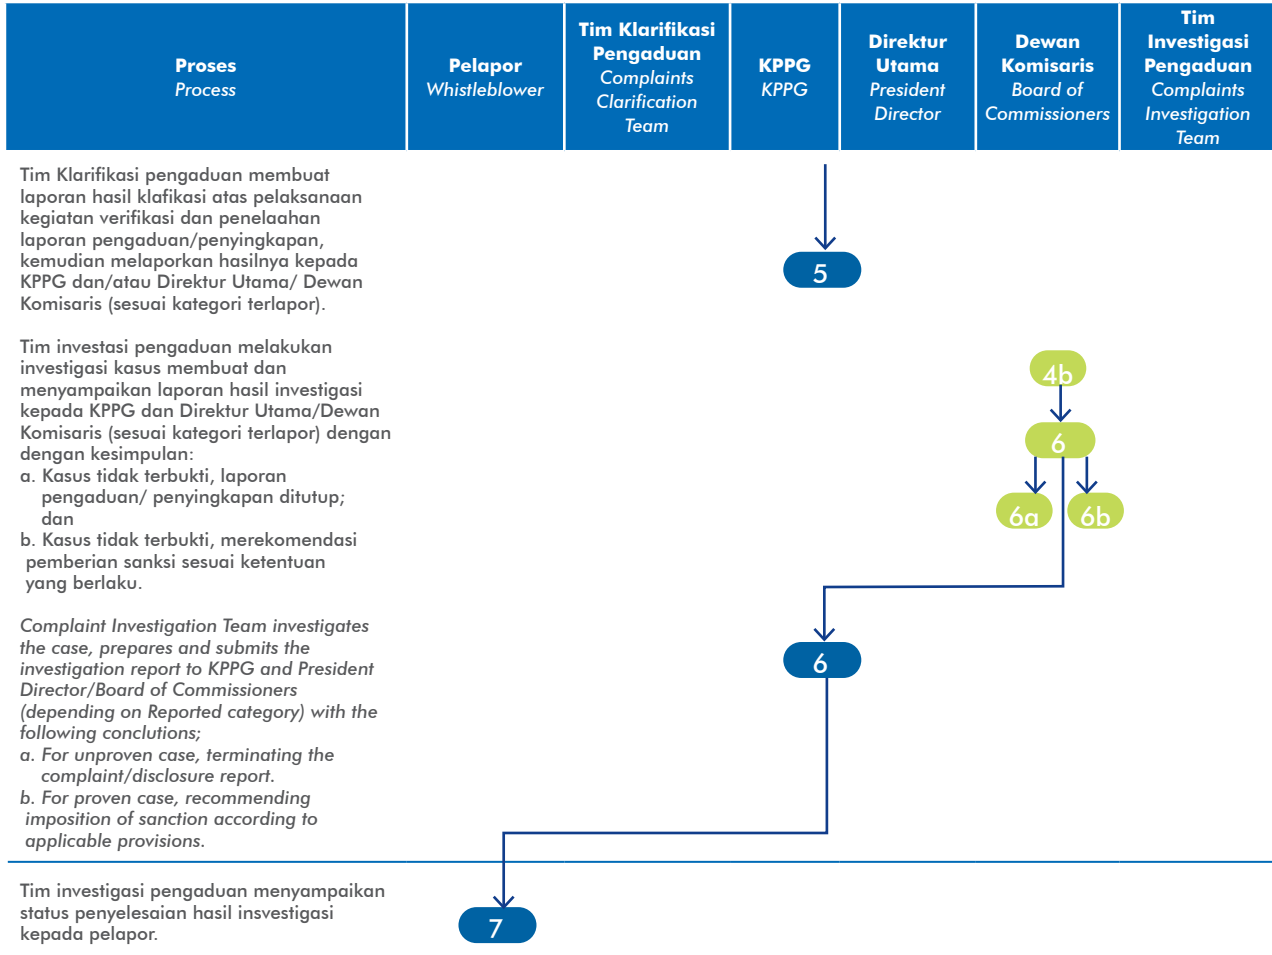 Proses
Process
Pelapor
Whistleblower
Tim Klarifikasi
Pengaduan
Complaints
Clarification
Team
KPPG
KPPG
Direktur
Utama
President
Director
Dewan
Komisaris
Board of
Commissioners
Tim
Investigasi
Pengaduan
Complaints
Investigation
Team
Tim Klarifikasi pengaduan membuat
laporan hasil klafikasi atas pelaksanaan
kegiatan verifikasi dan penelaahan
laporan pengaduan/penyingkapan,
kemudian melaporkan hasilnya kepada
KPPG dan/atau Direktur Utama/ Dewan
Komisaris (sesuai kategori terlapor).
5
Tim investasi pengaduan melakukan
investigasi kasus membuat dan
menyampaikan laporan hasil investigasi
kepada KPPG dan Direktur Utama/Dewan
Komisaris (sesuai kategori terlapor) dengan
dengan kesimpulan:
a. Kasus tidak terbukti, laporan
pengaduan/ penyingkapan ditutup;
dan
b. Kasus tidak terbukti, merekomendasi
pemberian sanksi sesuai ketentuan
yang berlaku.
4b
6
6a
6b
Complaint Investigation Team investigates
the case, prepares and submits the
investigation report to KPPG and President
Director/Board of Commissioners
(depending on Reported category) with the
following conclutions;
a. For unproven case, terminating the
complaint/disclosure report.
b. For proven case, recommending
imposition of sanction according to
applicable provisions.
6
Tim investigasi pengaduan menyampaikan
status penyelesaian hasil insvestigasi
kepada pelapor.
7